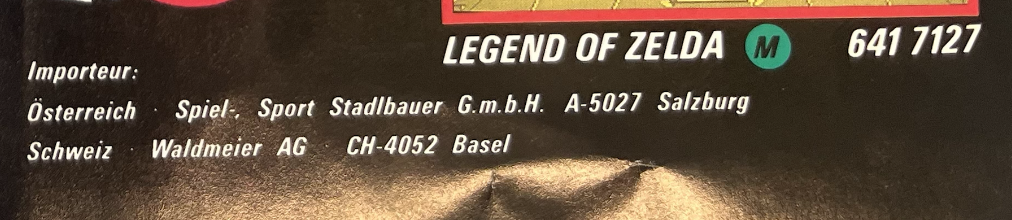 LEGEND OF ZELDA M 641 7127
Importeur:
Österreich · Spiel-, Sport Stadlbauer G.m.b.H. A-5027 Salzburg
Schweiz · Waldmeier AG · CH-4052 Basel